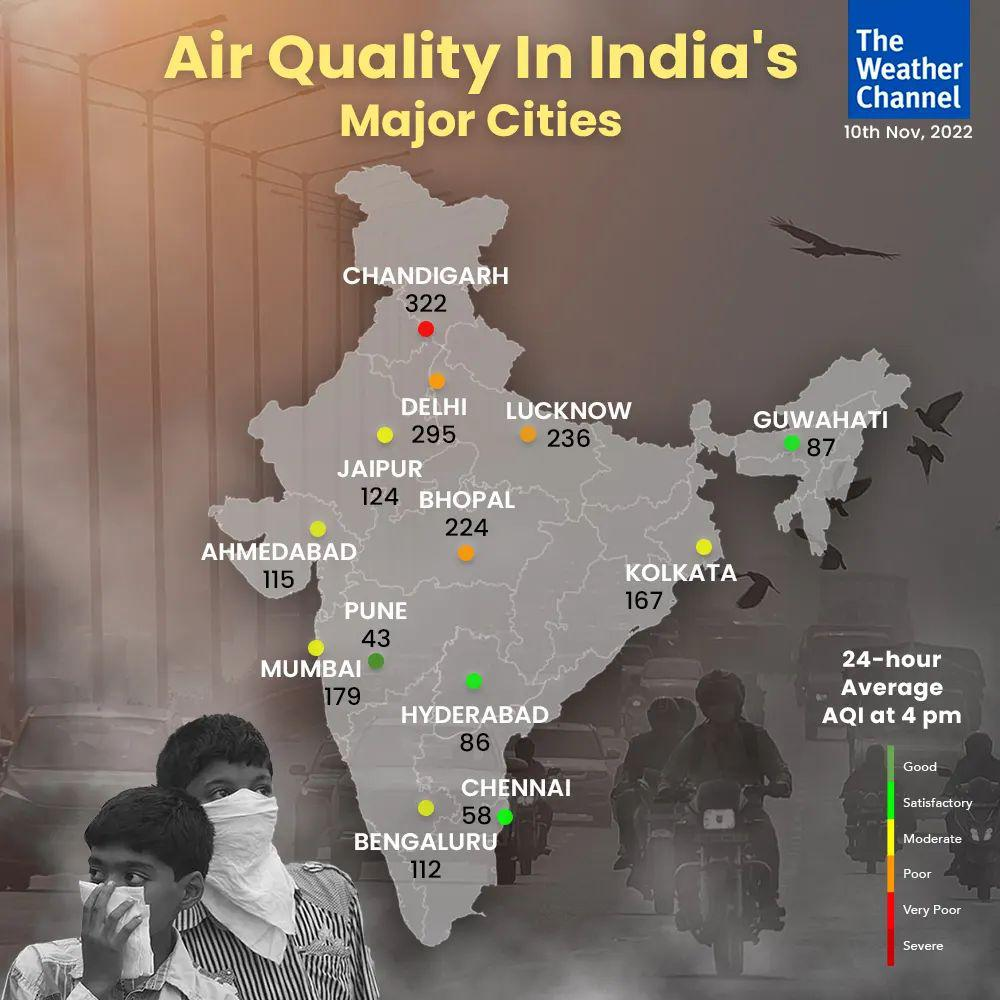 Air Quality In India's
Major Cities
The
Weather
Channel
10th Nov, 2022
CHANDIGARH
322
DELHI
295
LUCKNOW
236
GUWAHATI
87
JAIPUR
124
BHOPAL
224
AHMEDABAD
115
KOLKATA
167
PUNE
43
MUMBAI
179
HYDERABAD
86
CHENNAI
58
BENGALURU
112
24-hour
Average
AQI at 4 pm
Good
Satisfactory
Moderate
Poor
Very Poor
Severe